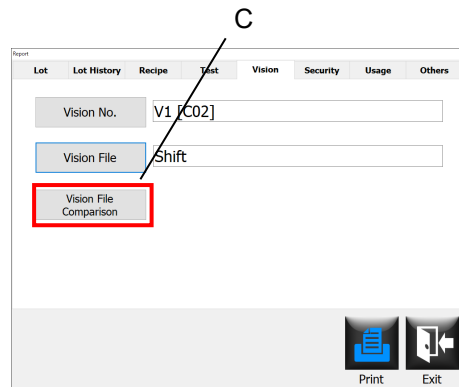 C
Report
Lot Lot History Recipe Test Vision Security Usage Others
Vision No. V1 [C02]
Vision File Shift
Vision File
Comparison
Print Exit